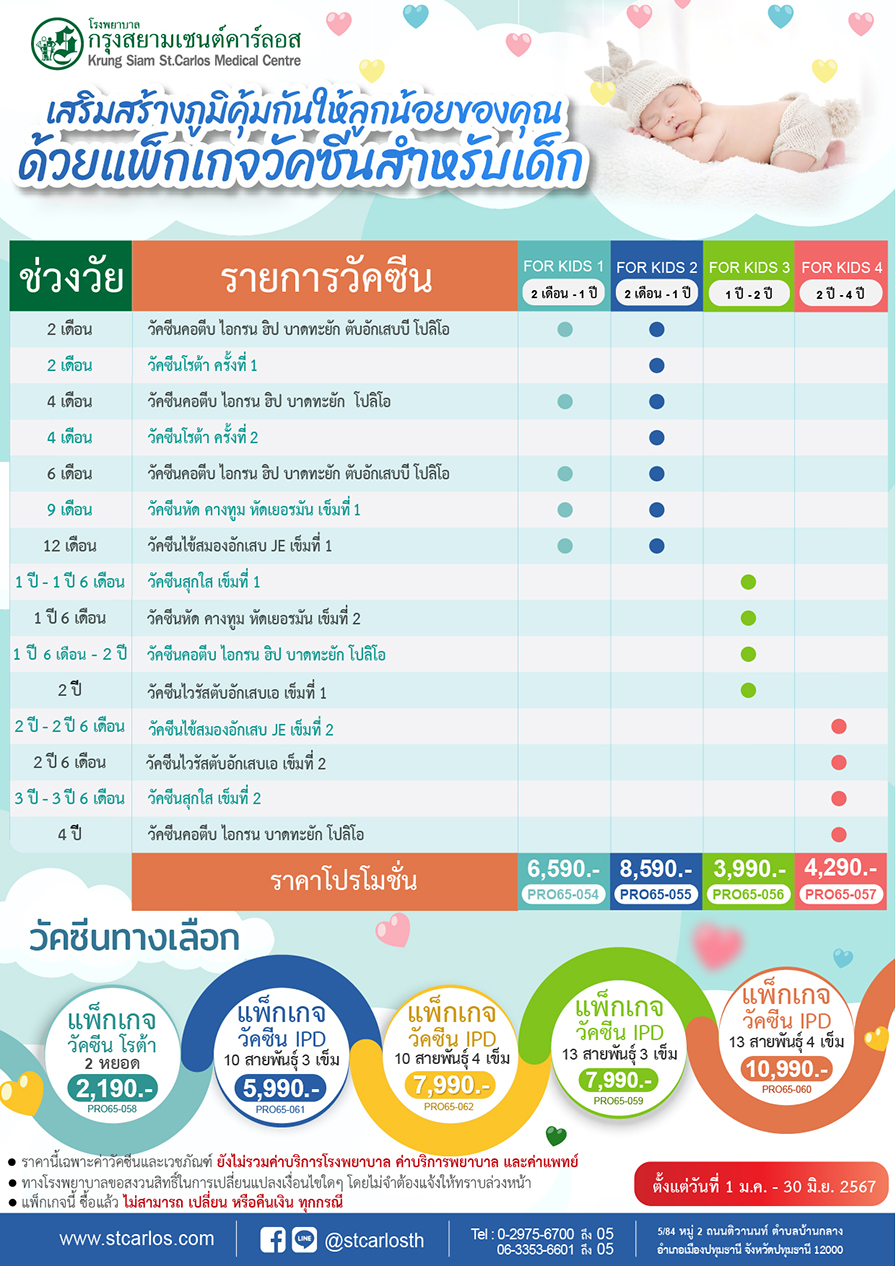 โรงพยาบาล
กรุงสยามเซนต์คาร์ลอส
Krung Siam St.Carlos Medical Centre
เสริมสร้างภูมิคุ้มกันให้ลูกน้อยของคุณ
ด้วยแพ็กเกจวัคซีนสำหรับเด็ก
ช่วงวัย รายการวัคซีน FOR KIDS 1 FOR KIDS 2 FOR KIDS 3 FOR KIDS 4
2 เดือน - 1 ปี 2 เดือน - 1 ปี 1 ปี - 2 ปี 2 ปี - 4 ปี
2 เดือน วัคซีนคอตีบ ไอกรน ฮิป บาดทะยัก ตับอักเสบบี โปลิโอ
2 เดือน วัคซีนโรต้า ครั้งที่ 1
4 เดือน วัคซีนคอตีบ ไอกรน ฮิป บาดทะยัก โปลิโอ
4 เดือน วัคซีนโรต้า ครั้งที่ 2
6 เดือน วัคซีนคอตีบ ไอกรน ฮิป บาดทะยัก ตับอักเสบบี โปลิโอ
9 เดือน วัคซีนหัด คางทูม หัดเยอรมัน เข็มที่ 1
12 เดือน วัคซีนไข้สมองอักเสบ JE เข็มที่ 1
1 ปี - 1 ปี 6 เดือน วัคซีนสุกใส เข็มที่ 1
1 ปี 6 เดือน วัคซีนหัด คางทูม หัดเยอรมัน เข็มที่ 2
1 ปี 6 เดือน - 2 ปี วัคซีนคอตีบ ไอกรน ฮิป บาดทะยัก โปลิโอ
2 ปี วัคซีนไวรัสตับอักเสบเอ เข็มที่ 1
2 ปี - 2 ปี 6 เดือน วัคซีนไข้สมองอักเสบ JE เข็มที่ 2
2 ปี 6 เดือน วัคซีนไวรัสตับอักเสบเอ เข็มที่ 2
3 ปี - 3 ปี 6 เดือน วัคซีนสุกใส เข็มที่ 2
4 ปี วัคซีนคอตีบ ไอกรน บาดทะยัก โปลิโอ
ราคาโปรโมชั่น 6,590.- 8,590.- 3,990.- 4,290.-
PRO65-054 PRO65-055 PRO65-056 PRO65-057
วัคซีนทางเลือก
แพ็กเกจ
วัคซีน โรต้า
2 หยอด
2,190.-
PRO65-058
แพ็กเกจ
วัคซีน IPD
10 สายพันธุ์ 3 เข็ม
5,990.-
PRO65-061
แพ็กเกจ
วัคซีน IPD
10 สายพันธุ์ 4 เข็ม
7,990.-
PRO65-062
แพ็กเกจ
วัคซีน IPD
13 สายพันธุ์ 3 เข็ม
7,990.-
PRO65-059
แพ็กเกจ
วัคซีน IPD
13 สายพันธุ์ 4 เข็ม
10,990.-
PRO65-060
● ราคานี้เฉพาะค่าวัคซีนและเวชภัณฑ์ ยังไม่รวมค่าบริการโรงพยาบาล ค่าบริการพยาบาล และค่าแพทย์
● ทางโรงพยาบาลขอสงวนสิทธิ์ในการเปลี่ยนแปลงเงื่อนไขใดๆ โดยไม่จำต้องแจ้งให้ทราบล่วงหน้า
● แพ็กเกจนี้ ซื้อแล้ว ไม่สามารถ เปลี่ยน หรือคืนเงิน ทุกกรณี
ตั้งแต่วันที่ 1 ม.ค. - 30 มิ.ย. 2567
www.stcarlos.com
LINE @stcarlosth
Tel : 0-2975-6700 ถึง 05
06-3353-6601 ถึง 05
5/84 หมู่ 2 ถนนติวานนท์ ตำบลบ้านกลาง
อำเภอเมืองปทุมธานี จังหวัดปทุมธานี 12000